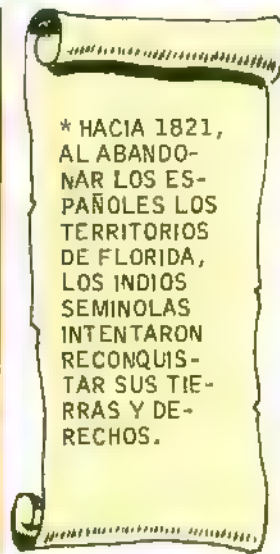 * HACIA 1821,
AL ABANDO-
NAR LOS ES-
PAÑOLES LOS
TERRITORIOS
DE FLORIDA,
LOS INDIOS
SEMINOLAS
INTENTARON
RECONQUIS-
TAR SUS TIE-
RRAS Y DE-
RECHOS.